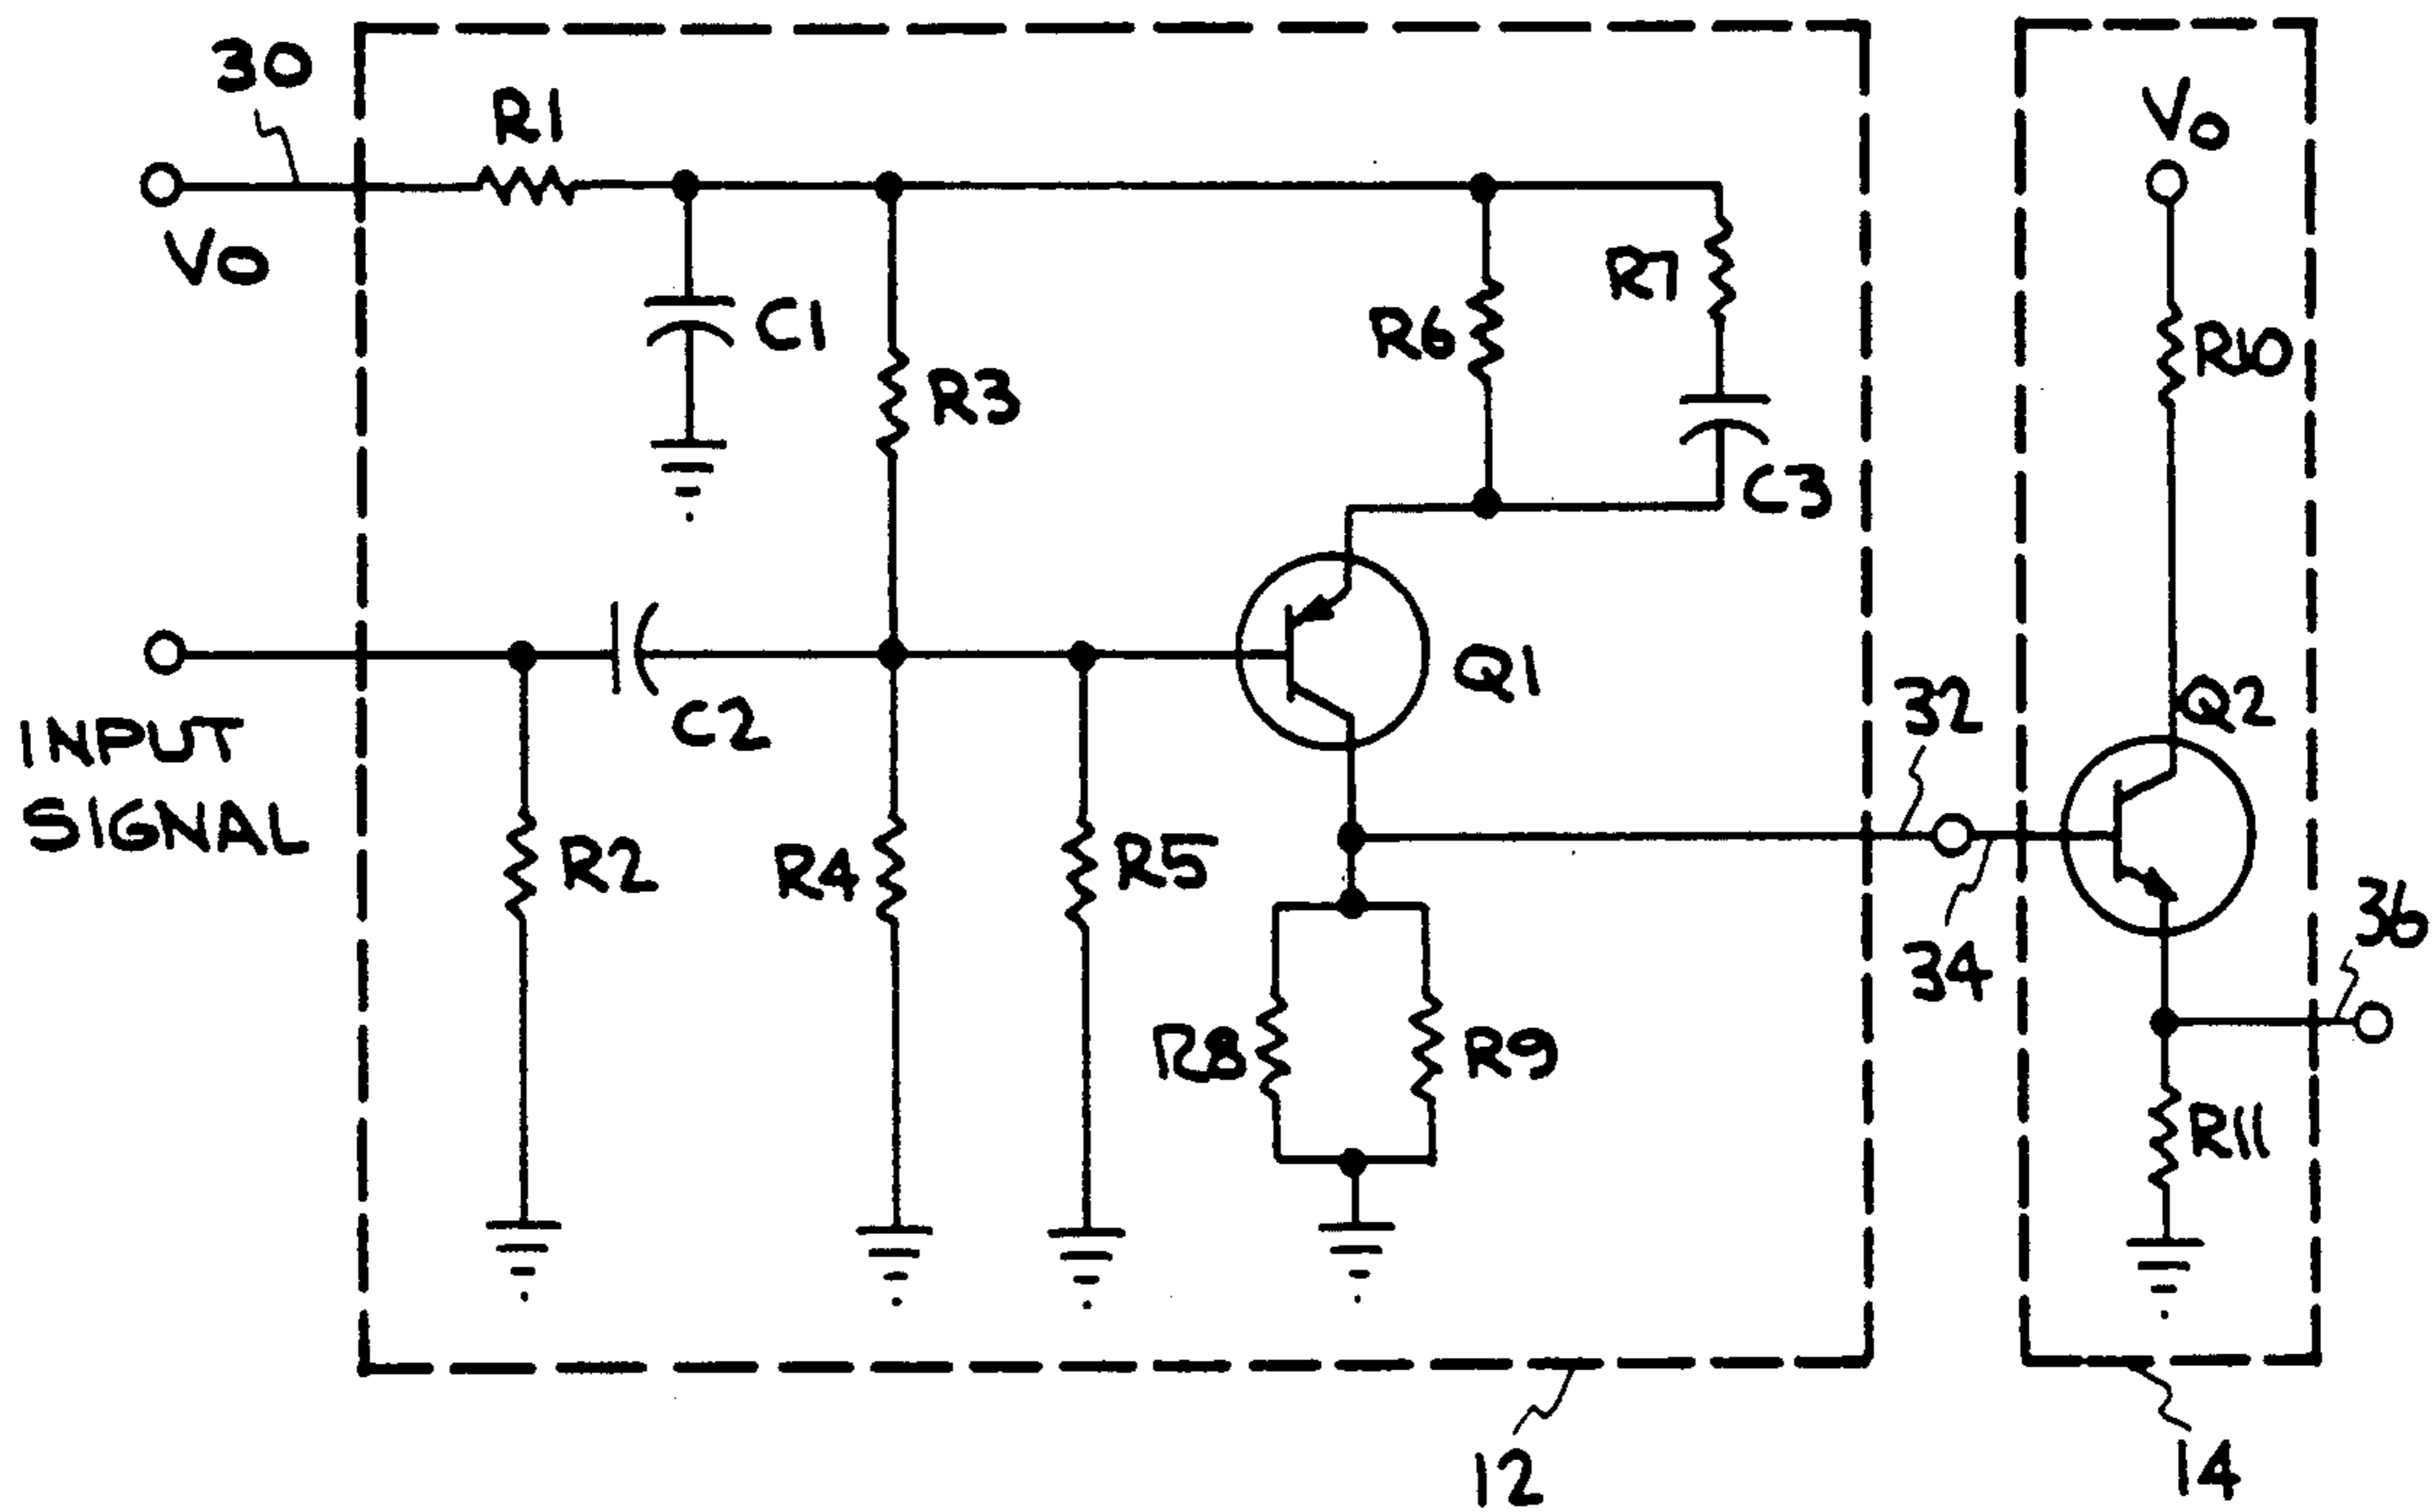 30
R1
VO
C1
R3
R6
R7
C3
VO
R10
INPUT
SIGNAL
C2
Q1
R2
R4
R5
32
Q2
34
36
R8
R9
R11
12
14